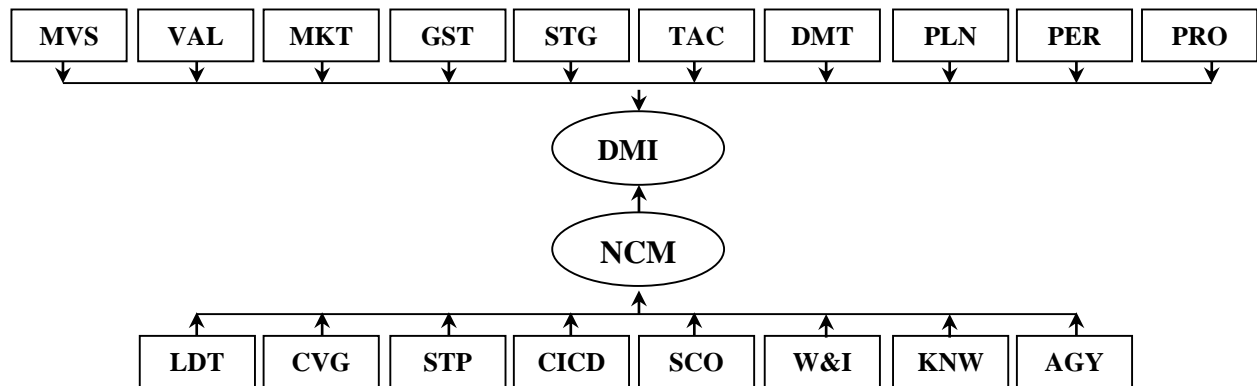 MVS VAL MKT GST STG TAC DMT PLN PER PRO
DMI
NCM
LDT CVG STP CICD SCO W&I KNW AGY